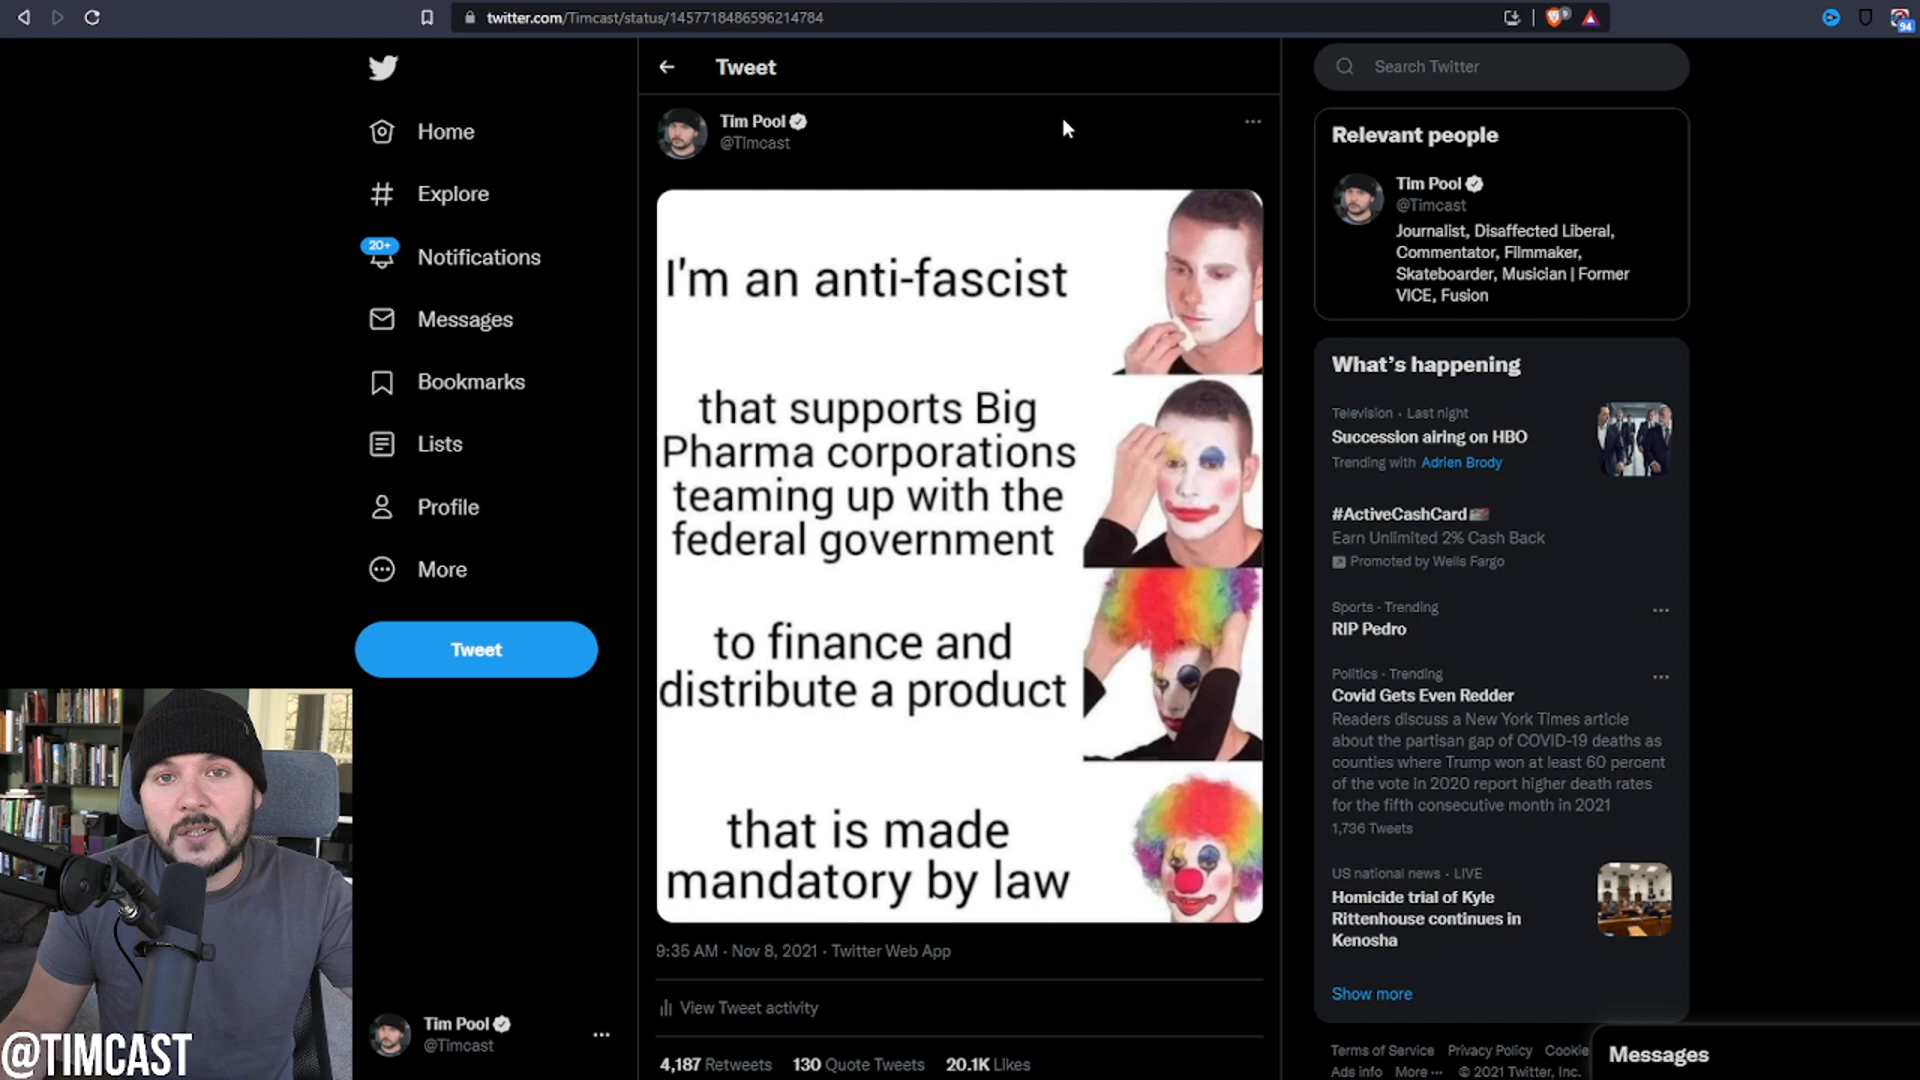 twitter.com/Timcast/status/1457718486596214784
94
Home
Explore
20+
Notifications
Messages
Bookmarks
Lists
Profile
More
Tweet
Tim Pool
@Timcast
@TIMCAST
Tweet
Tim Pool
@Timcast
I'm an anti-fascist
that supports Big
Pharma corporations
teaming up with the
federal government
to finance and
distribute a product
that is made
mandatory by law
9:35 AM · Nov 8, 2021 · Twitter Web App
View Tweet activity
4,187 Retweets 130 Quote Tweets 20.1K Likes
Search Twitter
Relevant people
Tim Pool
@Timcast
Journalist, Disaffected Liberal,
Commentator, Filmmaker,
Skateboarder, Musician | Former
VICE, Fusion
What's happening
Television · Last night
Succession airing on HBO
Trending with Adrien Brody
#ActiveCashCard
Earn Unlimited 2% Cash Back
Promoted by Wells Fargo
Sports · Trending
RIP Pedro
Politics · Trending
Covid Gets Even Redder
Readers discuss a New York Times article
about the partisan gap of COVID-19 deaths as
counties where Trump won at least 60 percent
of the vote in 2020 report higher death rates
for the fifth consecutive month in 2021
1,736 Tweets
US national news · LIVE
Homicide trial of Kyle
Rittenhouse continues in
Kenosha
Show more
Terms of Service Privacy Policy Cookie
Ads info More ··· © 2021 Twitter, Inc.
Messages